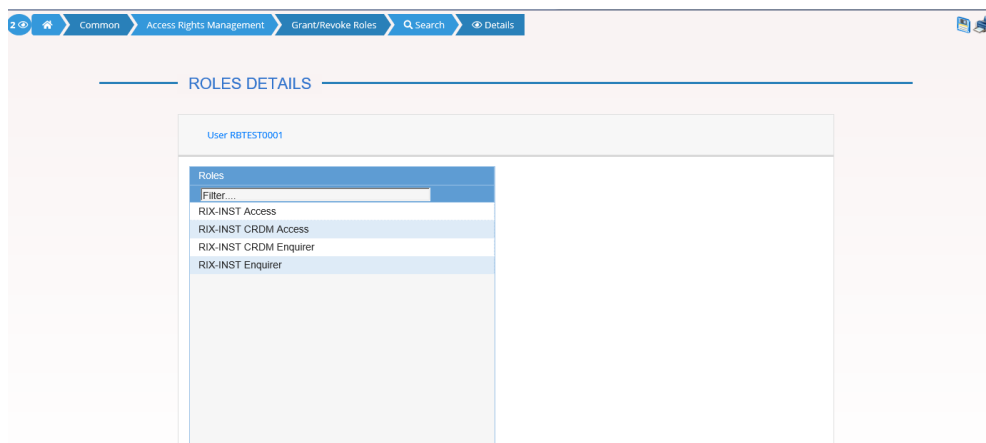 2 Common Access Rights Management Grant/Revoke Roles Search Details
ROLES DETAILS
User RBTEST0001
Roles
Filter....
RIX-INST Access
RIX-INST CRDM Access
RIX-INST CRDM Enquirer
RIX-INST Enquirer